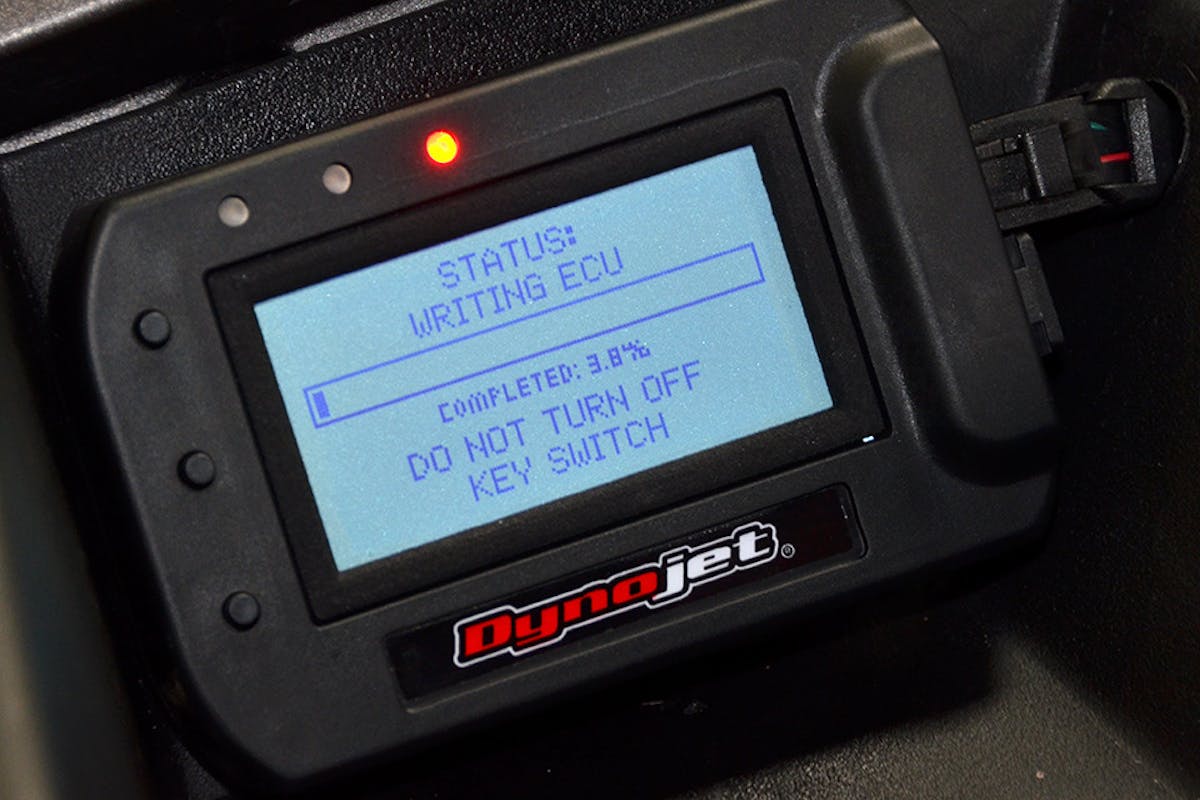 STATUS:
WRITING ECU
COMPLETED: 3.8%
DO NOT TURN OFF
KEY SWITCH
Dynojet®